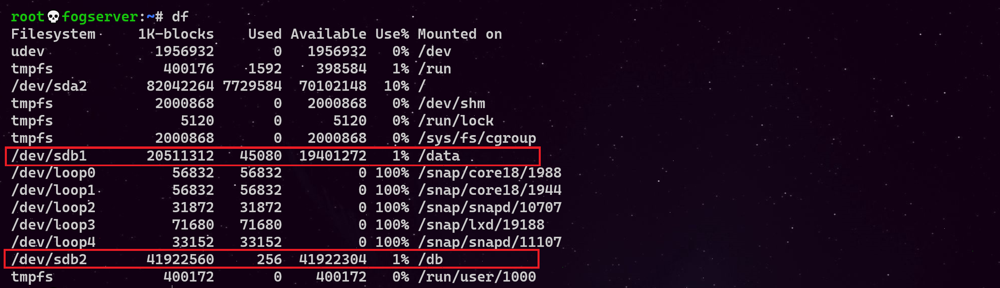 root💀fogserver:~# df
Filesystem     1K-blocks    Used Available Use% Mounted on
udev             1956932       0   1956932   0% /dev
tmpfs             400176    1592    398584   1% /run
/dev/sda2       82042264 7729584  70102148  10% /
tmpfs            2000868       0   2000868   0% /dev/shm
tmpfs               5120       0      5120   0% /run/lock
tmpfs            2000868       0   2000868   0% /sys/fs/cgroup
/dev/sdb1       20511312   45080  19401272   1% /data
/dev/loop0         56832   56832         0 100% /snap/core18/1988
/dev/loop1         56832   56832         0 100% /snap/core18/1944
/dev/loop2         31872   31872         0 100% /snap/snapd/10707
/dev/loop3         71680   71680         0 100% /snap/lxd/19188
/dev/loop4         33152   33152         0 100% /snap/snapd/11107
/dev/sdb2       41922560     256  41922304   1% /db
tmpfs             400172       0    400172   0% /run/user/1000